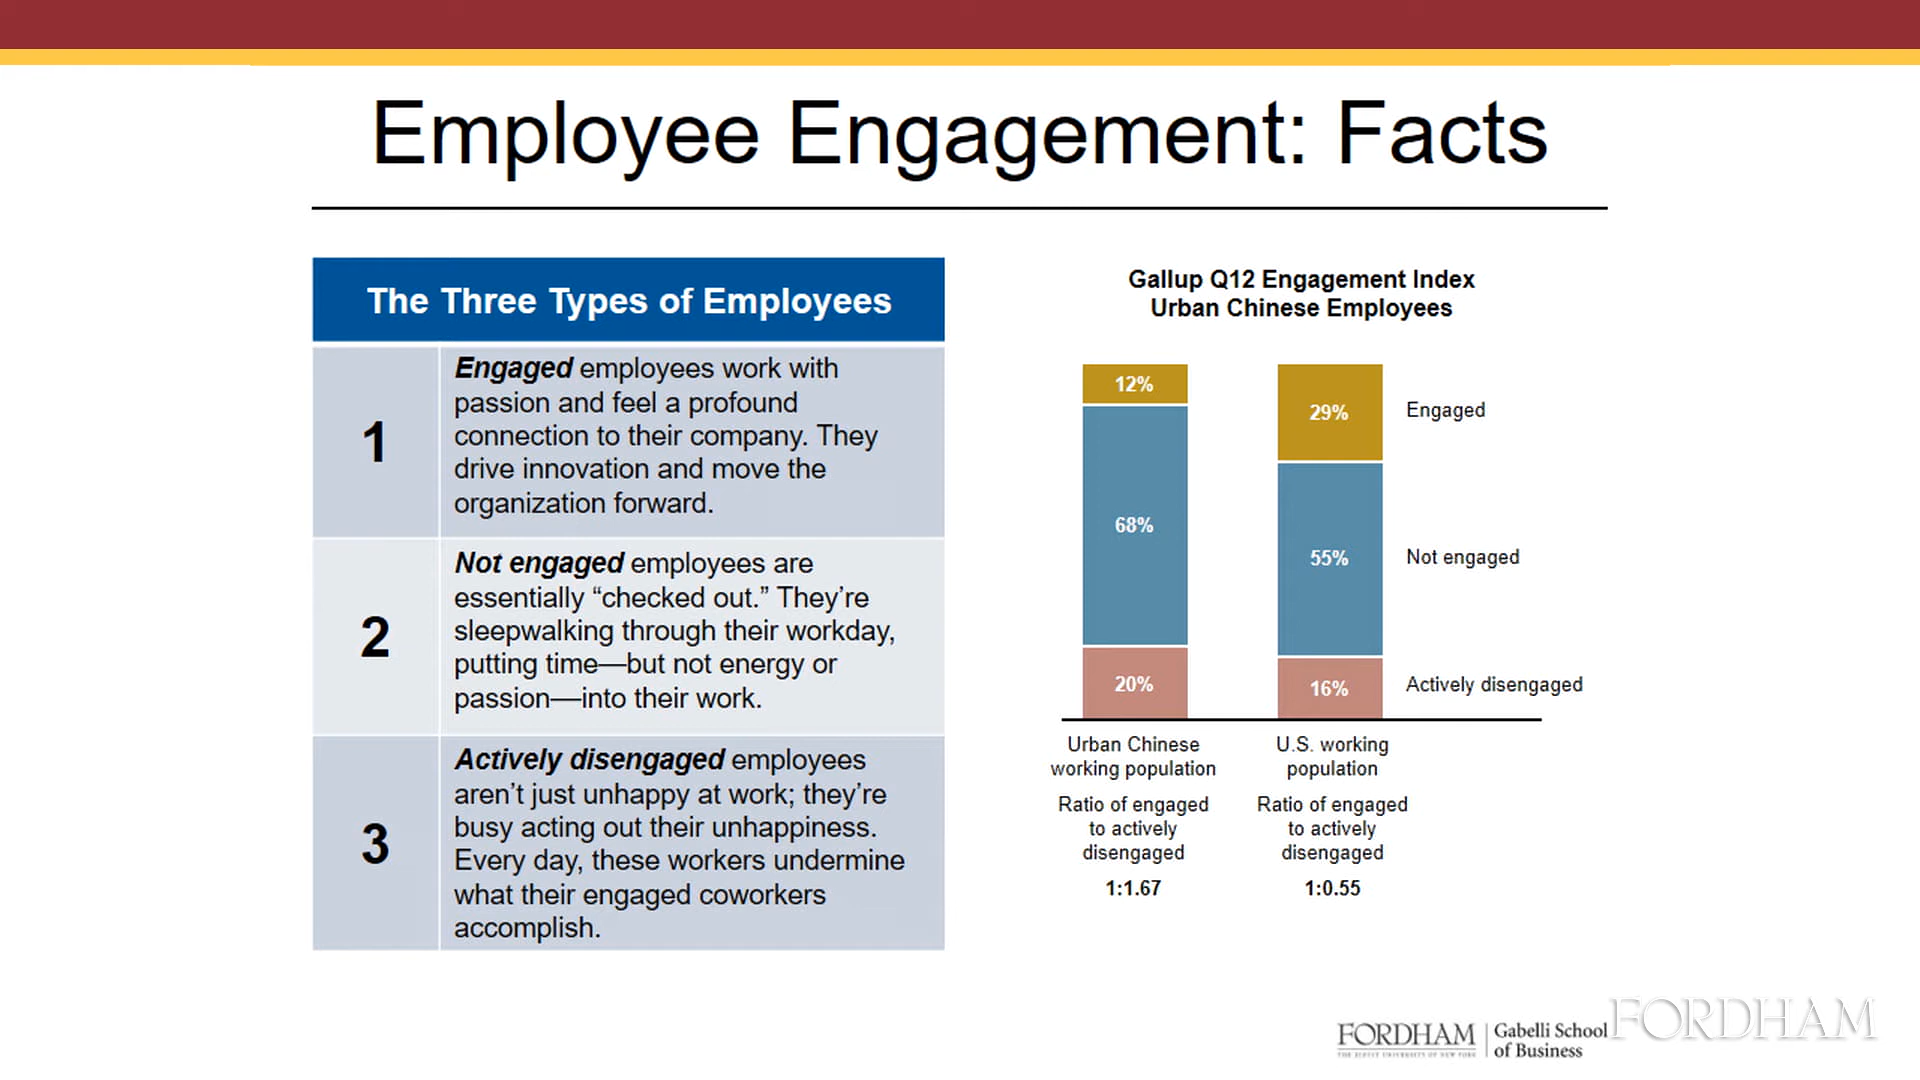 Employee Engagement: Facts
The Three Types of Employees
1
Engaged employees work with
passion and feel a profound
connection to their company. They
drive innovation and move the
organization forward.
2
Not engaged employees are
essentially “checked out.” They’re
sleepwalking through their workday,
putting time—but not energy or
passion—into their work.
3
Actively disengaged employees
aren’t just unhappy at work; they’re
busy acting out their unhappiness.
Every day, these workers undermine
what their engaged coworkers
accomplish.
Gallup Q12 Engagement Index
Urban Chinese Employees
12%
68%
20%
29%
55%
16%
Engaged
Not engaged
Actively disengaged
Urban Chinese
working population
Ratio of engaged
to actively
disengaged
1:1.67
U.S. working
population
Ratio of engaged
to actively
disengaged
1:0.55
FORDHAM
THE JESUIT UNIVERSITY OF NEW YORK
Gabelli School
of Business
FORDHAM